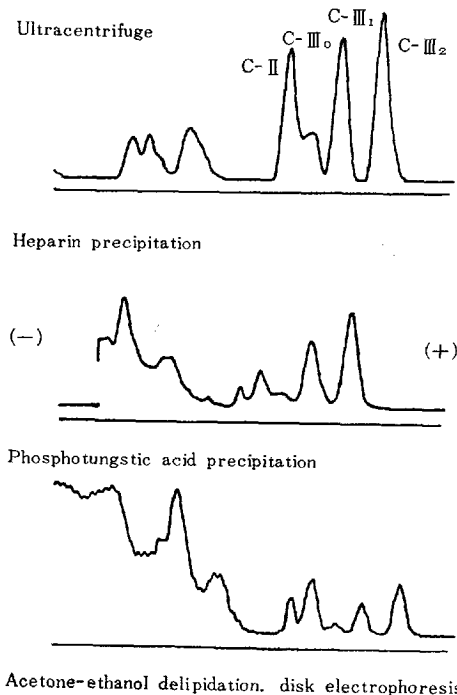 Ultracentrifuge
C-Ⅱ
C-Ⅲ₀
C-Ⅲ₁
C-Ⅲ₂
Heparin precipitation
(−)
(+)
Phosphotungstic acid precipitation
Acetone-ethanol delipidation. disk electrophoresis